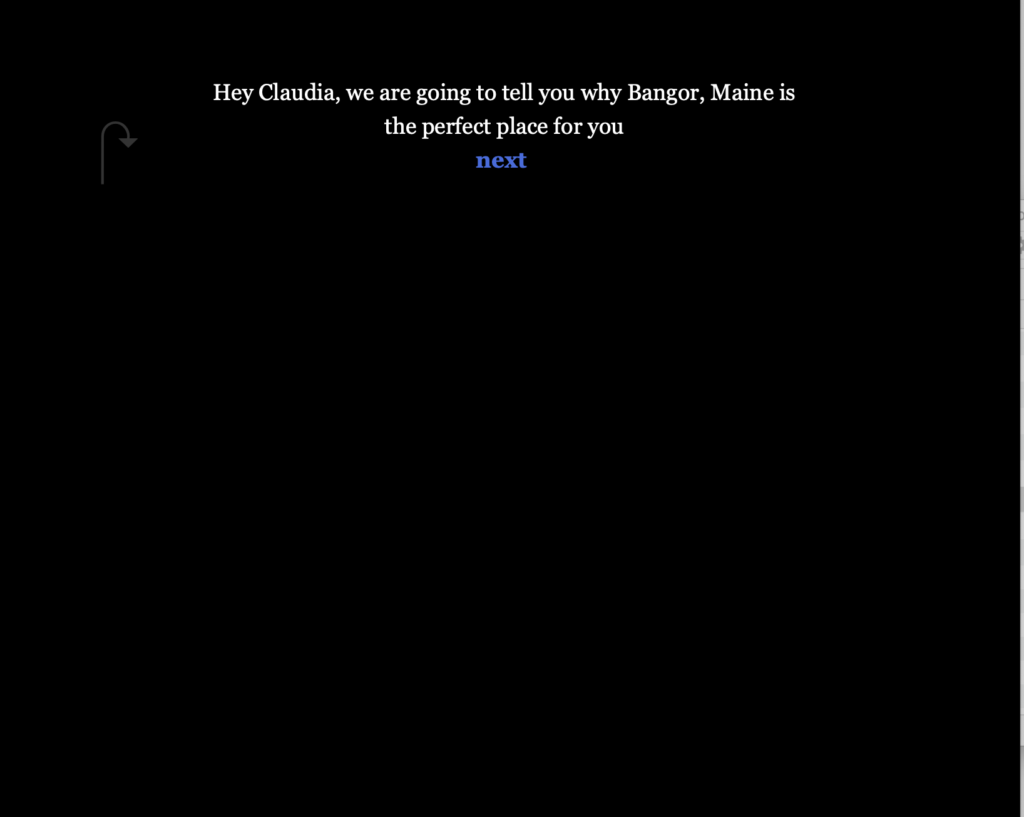 Hey Claudia, we are going to tell you why Bangor, Maine is
the perfect place for you
next